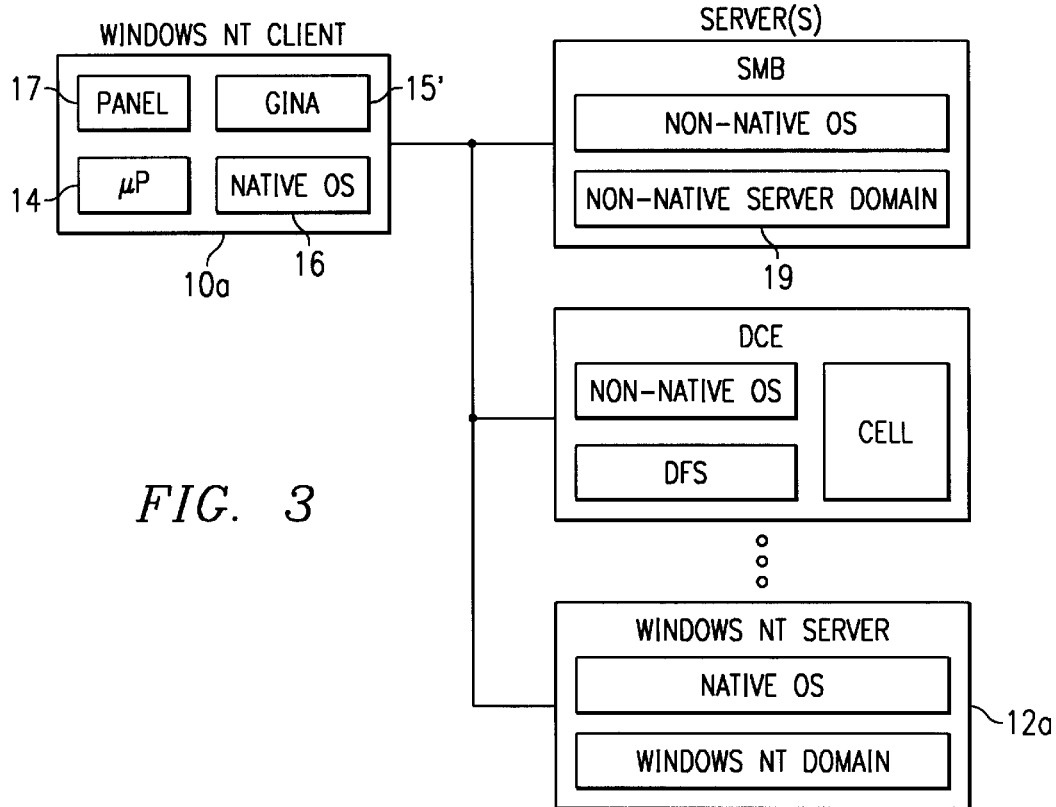 WINDOWS NT CLIENT
17
PANEL
GINA
15'
14
μP
NATIVE OS
16
10a
SERVER(S)
SMB
NON-NATIVE OS
NON-NATIVE SERVER DOMAIN
19
DCE
NON-NATIVE OS
DFS
CELL
FIG. 3
WINDOWS NT SERVER
NATIVE OS
WINDOWS NT DOMAIN
12a